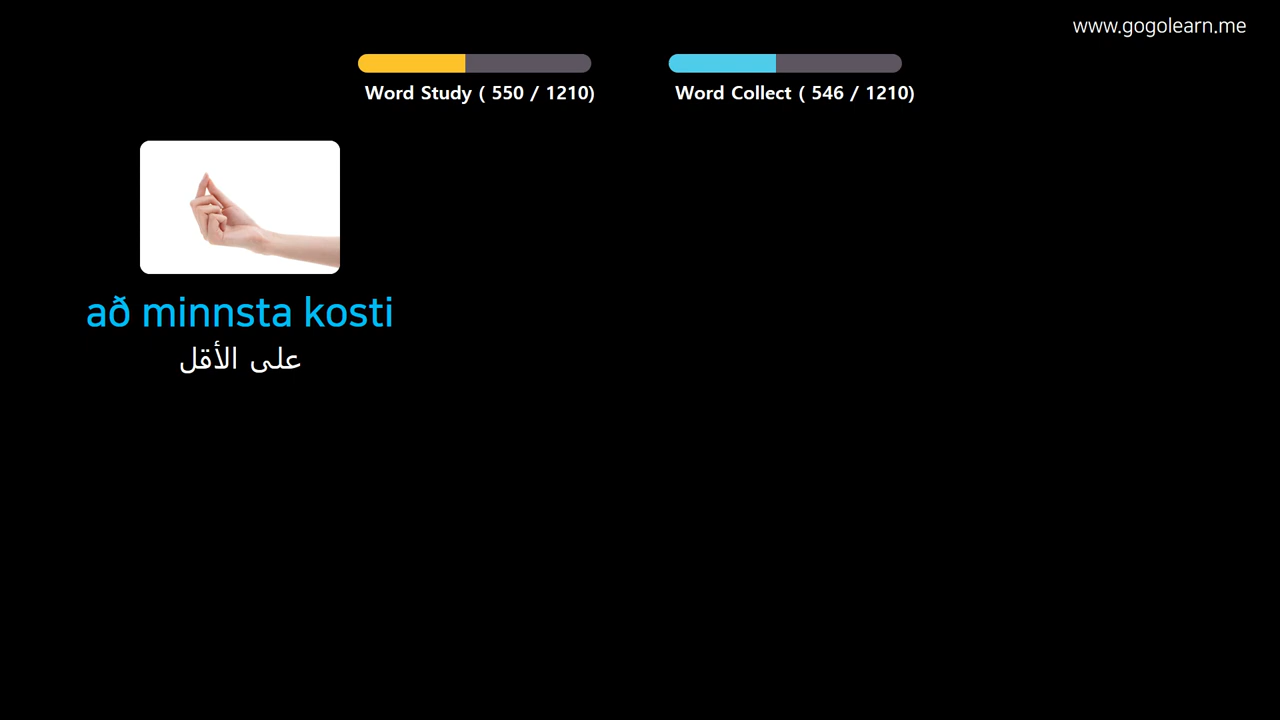 www.gogolearn.me
Word Study ( 550 / 1210)
Word Collect ( 546 / 1210)
að minnsta kosti
على الأقل